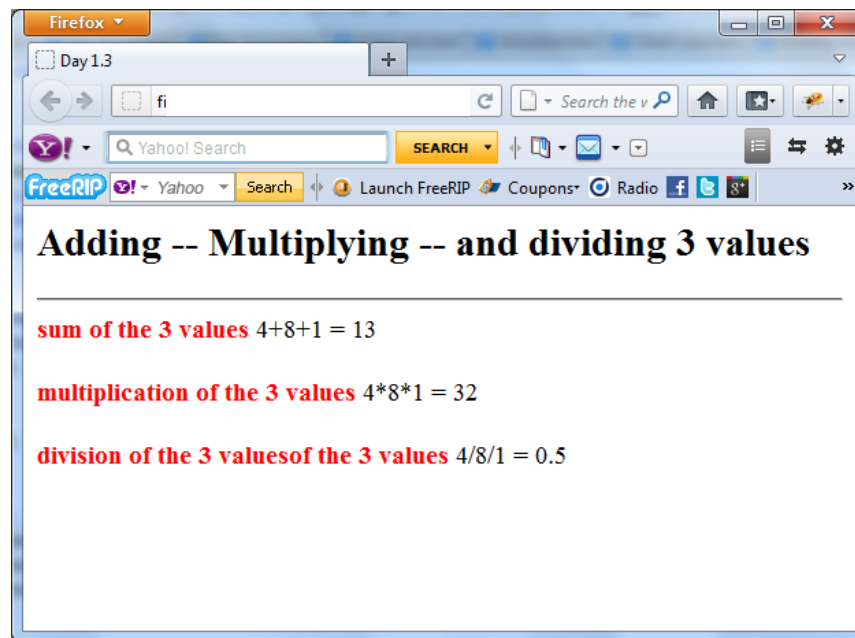 Firefox
Day 1.3
fi Search the v
Y! Yahoo! Search SEARCH
FreeRIP Y! Yahoo Search Launch FreeRIP Coupons Radio f g+ »
Adding -- Multiplying -- and dividing 3 values
sum of the 3 values 4+8+1 = 13
multiplication of the 3 values 4*8*1 = 32
division of the 3 valuesof the 3 values 4/8/1 = 0.5